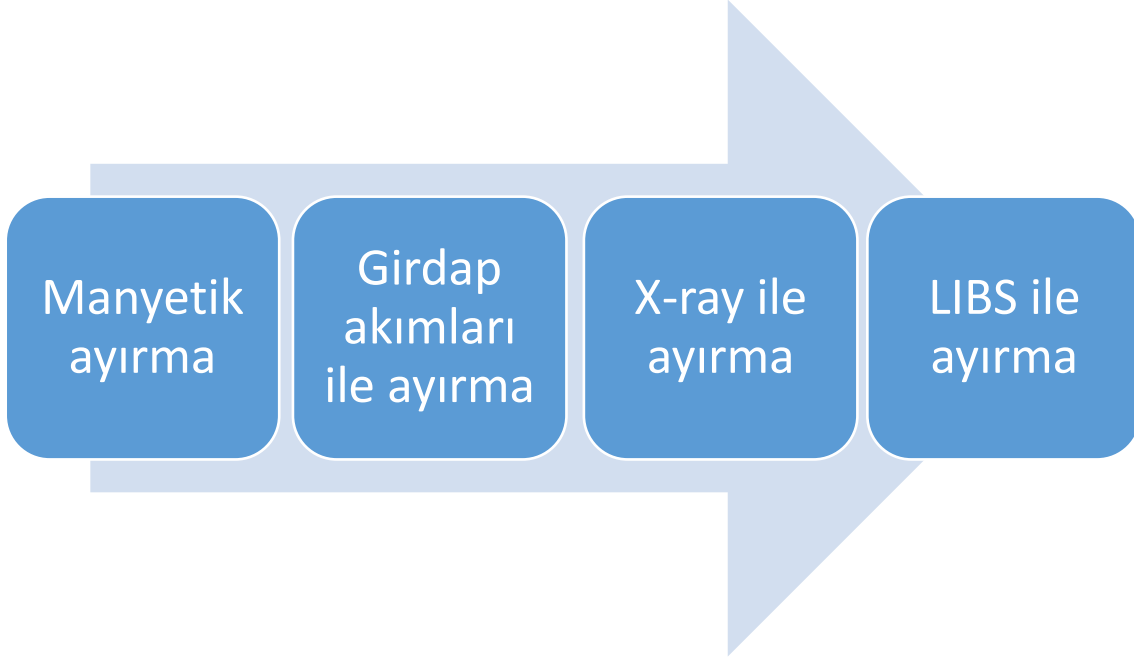 Manyetik
ayırma
Girdap
akımları
ile ayırma
X-ray ile
ayırma
LIBS ile
ayırma